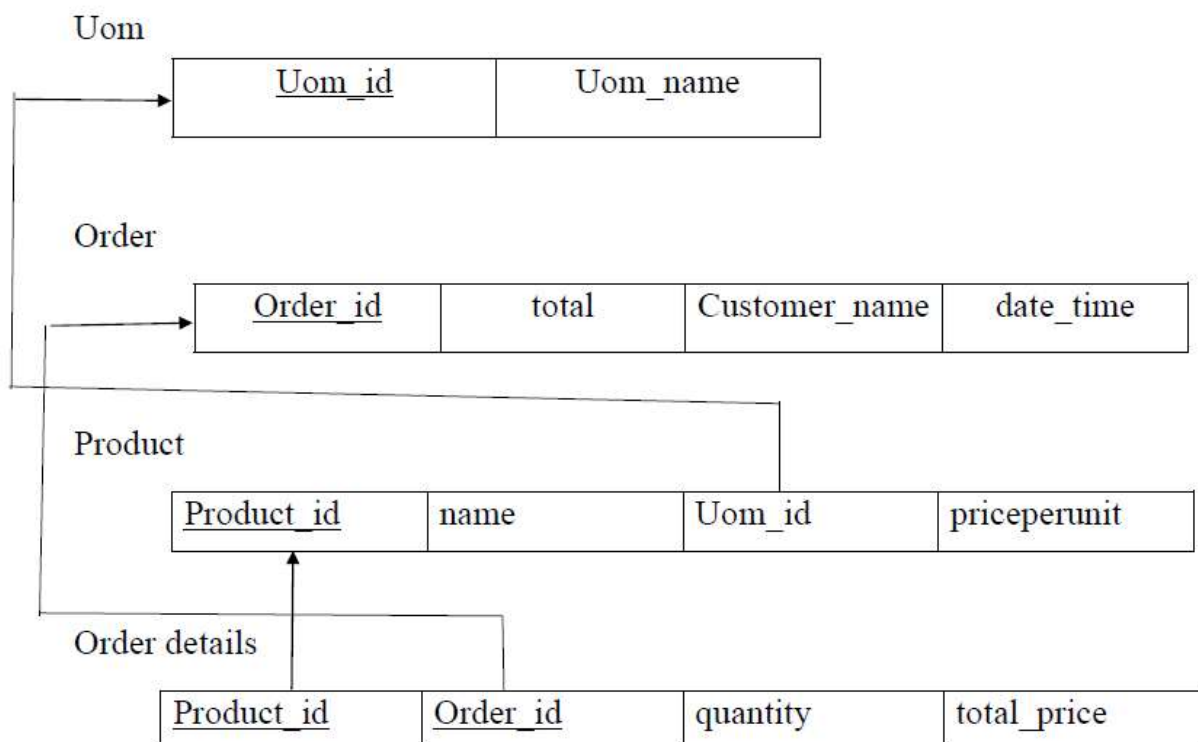 Uom
Uom_id Uom_name
Order
Order_id total Customer_name date_time
Product
Product_id name Uom_id priceperunit
Order details
Product_id Order_id quantity total_price